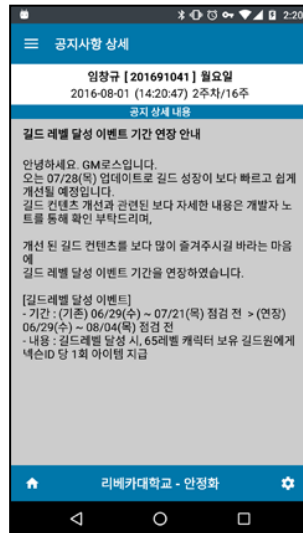 2:20
공지사항 상세
임창규 [201691041] 월요일
2016-08-01 (14:20:47) 2주차/16주
공지 상세 내용
길드 레벨 달성 이벤트 기간 연장 안내
안녕하세요. GM로스입니다.
오는 07/28(목) 업데이트로 길드 성장이 보다 빠르고 쉽게
개선될 예정입니다.
길드 컨텐츠 개선과 관련된 보다 자세한 내용은 개발자 노
트를 통해 확인 부탁드리며,
개선 된 길드 컨텐츠를 보다 많이 즐겨주시길 바라는 마음
에
길드 레벨 달성 이벤트 기간을 연장하였습니다.
[길드레벨 달성 이벤트]
- 기간 : (기존) 06/29(수) ~ 07/21(목) 점검 전 > (연장)
06/29(수) ~ 08/04(목) 점검 전
- 내용 : 길드레벨 달성 시, 65레벨 캐릭터 보유 길드원에게
넥슨ID 당 1회 아이템 지급
리베카대학교 - 안정화